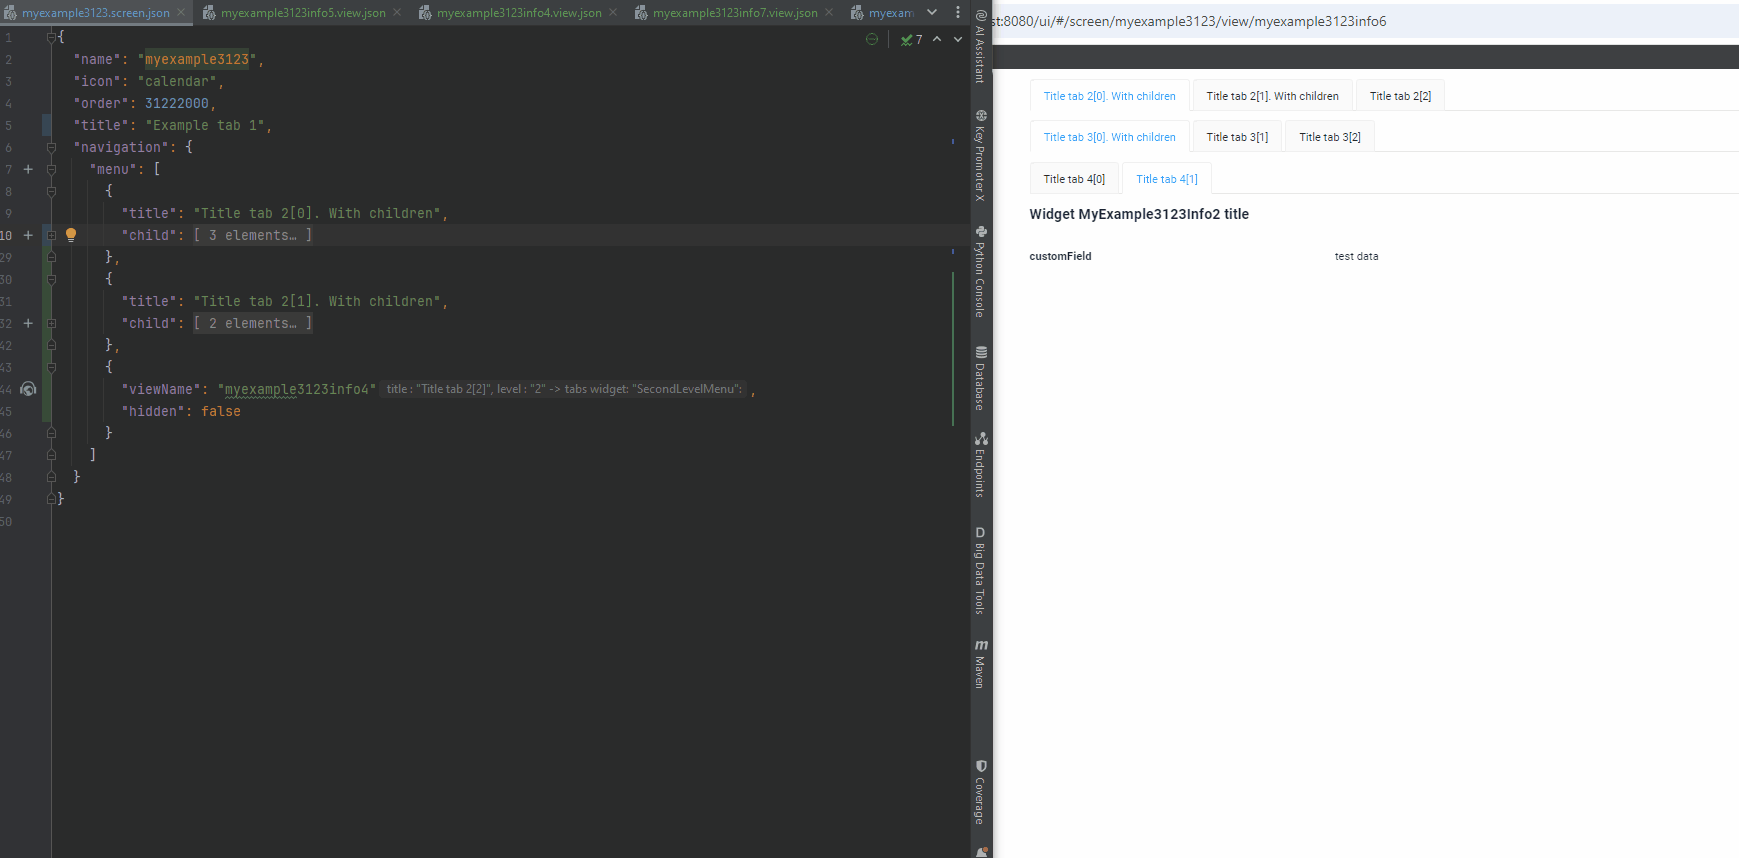 myexample3123.screen.json
myexample3123info5.view.json
myexample3123info4.view.json
myexample3123info7.view.json
myexam
7
1 {
2 "name": "myexample3123",
3 "icon": "calendar",
4 "order": 31222000,
5 "title": "Example tab 1",
6 "navigation": {
7 "menu": [
8 {
9 "title": "Title tab 2[0]. With children",
10 "child": [ 3 elements… ]
29 },
30 {
31 "title": "Title tab 2[1]. With children",
32 "child": [ 2 elements… ]
42 },
43 {
44 "viewName": "myexample3123info4" title : "Title tab 2[2]", level : "2" -> tabs widget: "SecondLevelMenu": ,
45 "hidden": false
46 }
47 ]
48 }
49 }
50
AI Assistant
Key Promoter X
Python Console
Database
Endpoints
D Big Data Tools
m Maven
Coverage
st:8080/ui/#/screen/myexample3123/view/myexample3123info6
Title tab 2[0]. With children
Title tab 2[1]. With children
Title tab 2[2]
Title tab 3[0]. With children
Title tab 3[1]
Title tab 3[2]
Title tab 4[0]
Title tab 4[1]
Widget MyExample3123Info2 title
customField
test data